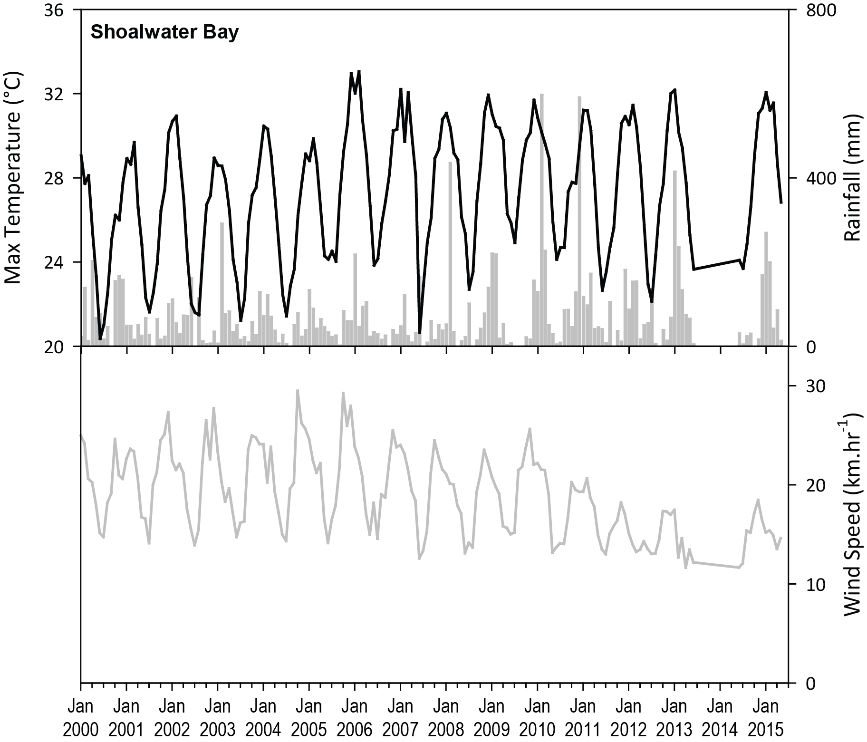 Shoalwater Bay
Max Temperature (°C)
36
32
28
24
20
800
400
0
Rainfall (mm)
30
20
10
0
Wind Speed (km.hr-1)
Jan Jan Jan Jan Jan Jan Jan Jan Jan Jan Jan Jan Jan Jan Jan Jan
2000 2001 2002 2003 2004 2005 2006 2007 2008 2009 2010 2011 2012 2013 2014 2015